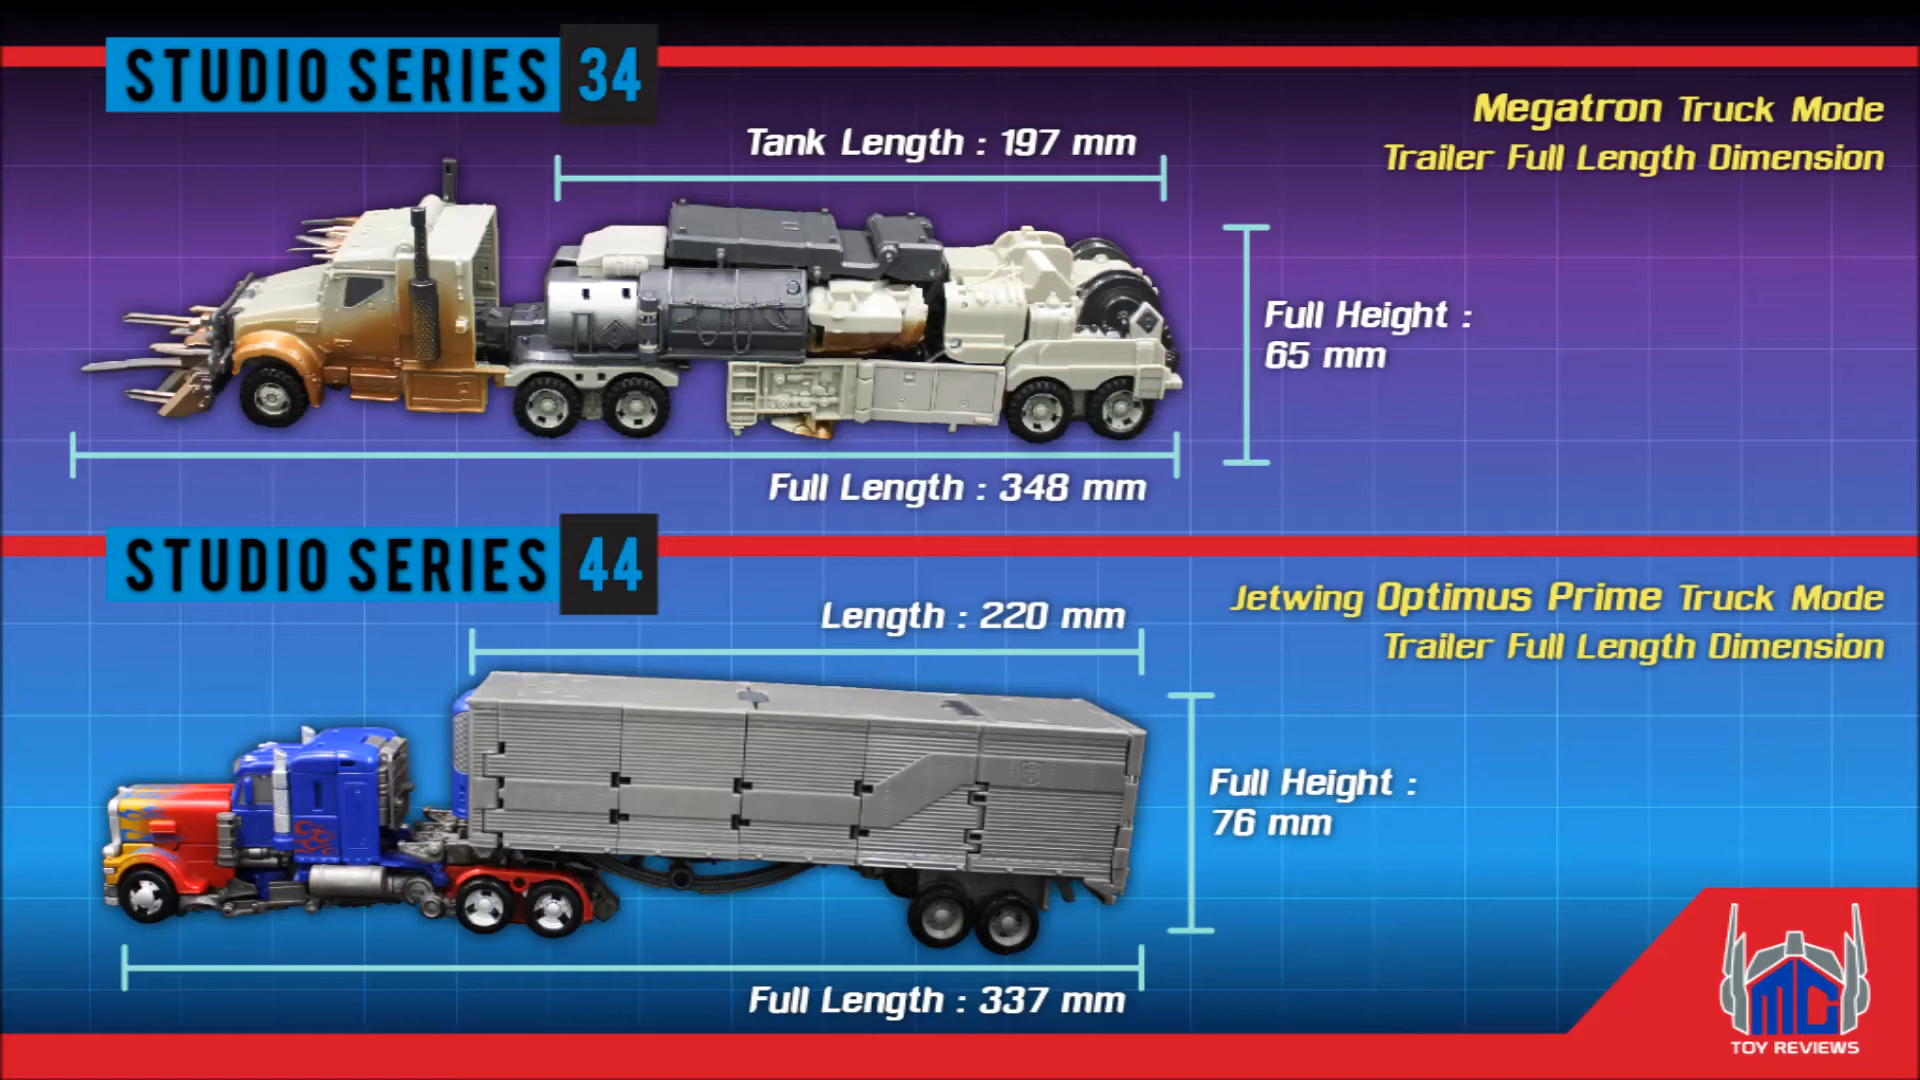 STUDIO SERIES 34
Megatron Truck Mode
Trailer Full Length Dimension
Tank Length : 197 mm
Full Height :
65 mm
Full Length : 348 mm
STUDIO SERIES 44
Jetwing Optimus Prime Truck Mode
Trailer Full Length Dimension
Length : 220 mm
Full Height :
76 mm
Full Length : 337 mm
MC
TOY REVIEWS